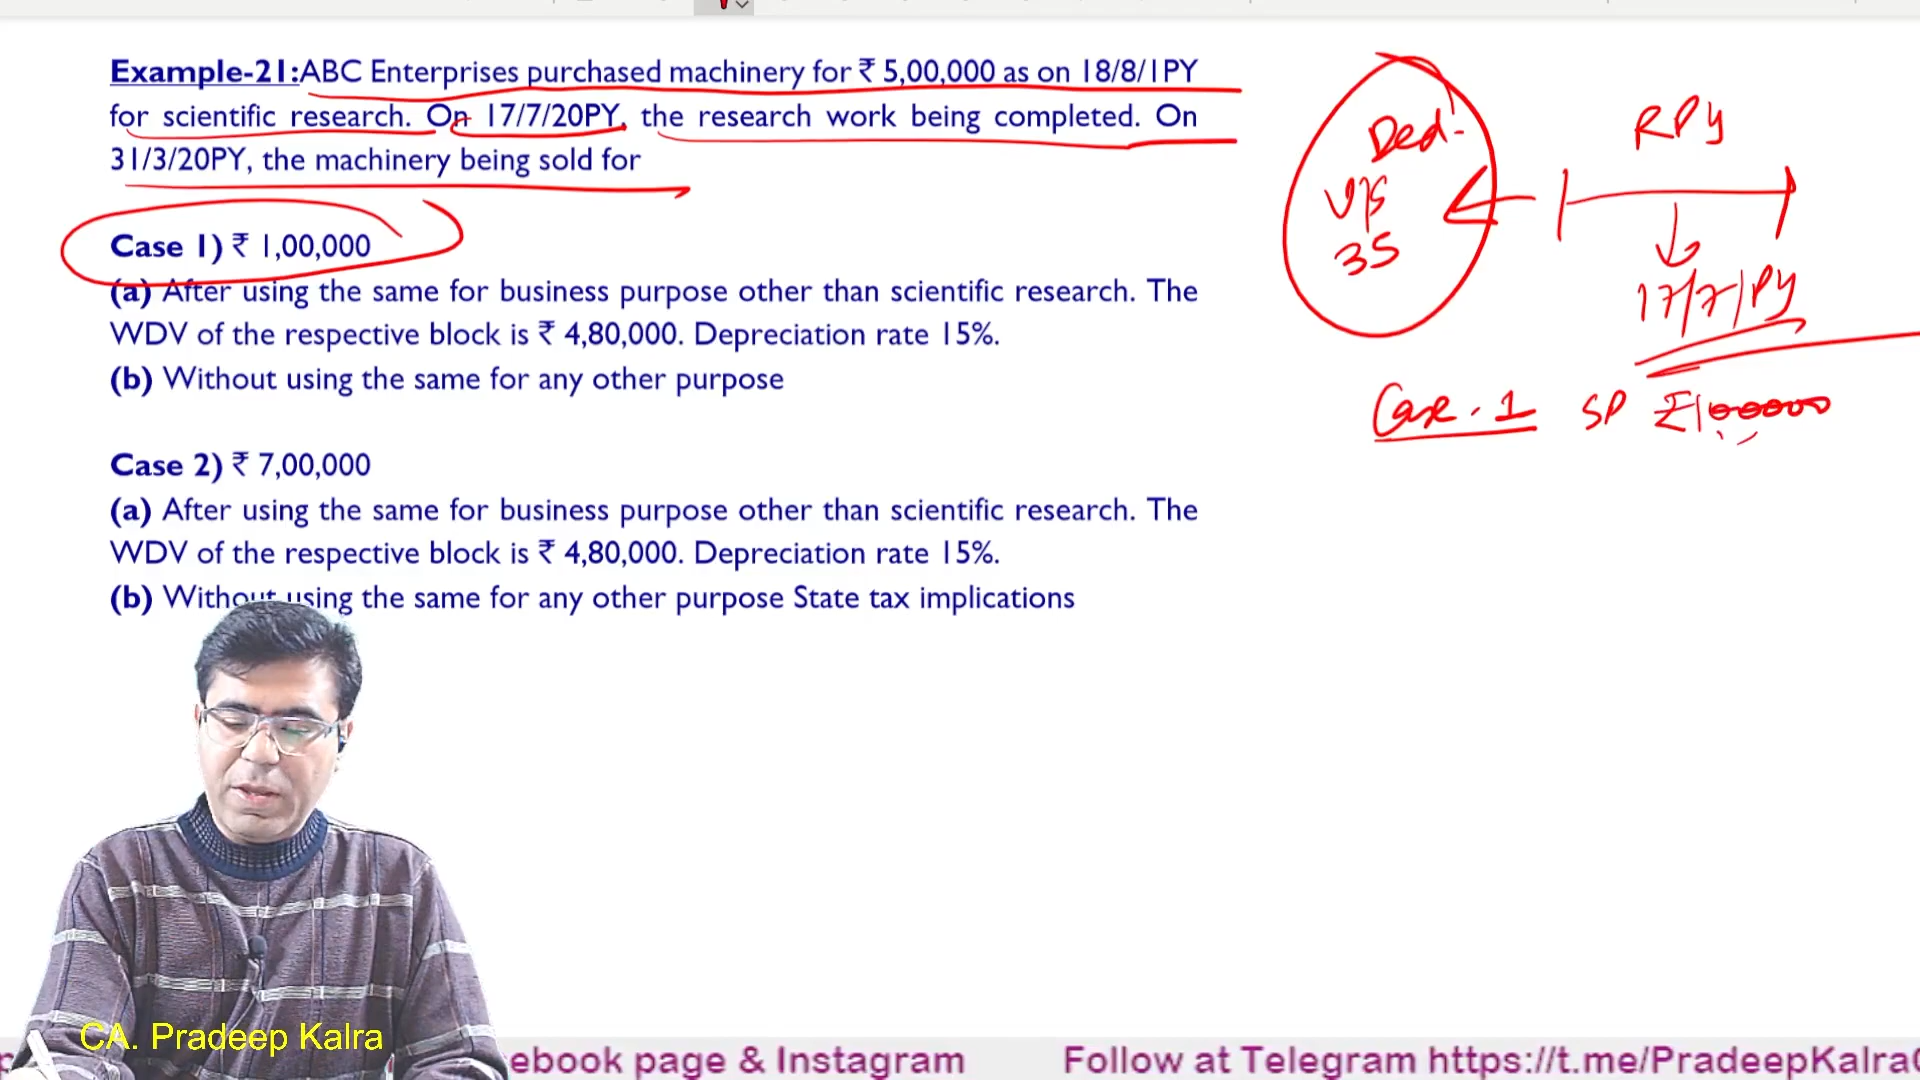 Example-21:ABC Enterprises purchased machinery for ₹ 5,00,000 as on 18/8/1PY
for scientific research. On 17/7/20PY, the research work being completed. On
31/3/20PY, the machinery being sold for
Case 1) ₹ 1,00,000
(a) After using the same for business purpose other than scientific research. The
WDV of the respective block is ₹ 4,80,000. Depreciation rate 15%.
(b) Without using the same for any other purpose
Case 2) ₹ 7,00,000
(a) After using the same for business purpose other than scientific research. The
WDV of the respective block is ₹ 4,80,000. Depreciation rate 15%.
(b) Without using the same for any other purpose State tax implications
Ded.
U/S
35
RPY
17/7/PY
Case. 1 SP ₹100000
CA. Pradeep Kalra
ebook page & Instagram Follow at Telegram https://t.me/PradeepKalra